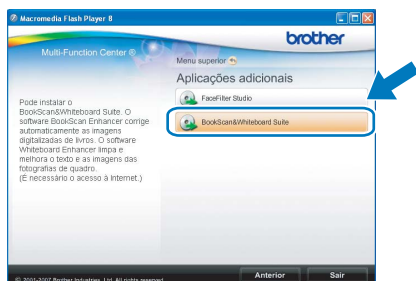 Macromedia Flash Player 8
brother
Multi-Function Center ®
Menu superior
Aplicações adicionais
FaceFilter Studio
BookScan&Whiteboard Suite
Pode instalar o
BookScan&Whiteboard Suite. O
software BookScan Enhancer corrige
automaticamente as imagens
digitalizadas de livros. O software
Whiteboard Enhancer limpa e
melhora o texto e as imagens das
fotografias de quadro.
(É necessário o acesso à Internet.)
© 2001-2007 Brother Industries, Ltd. All rights reserved.
Anterior
Sair